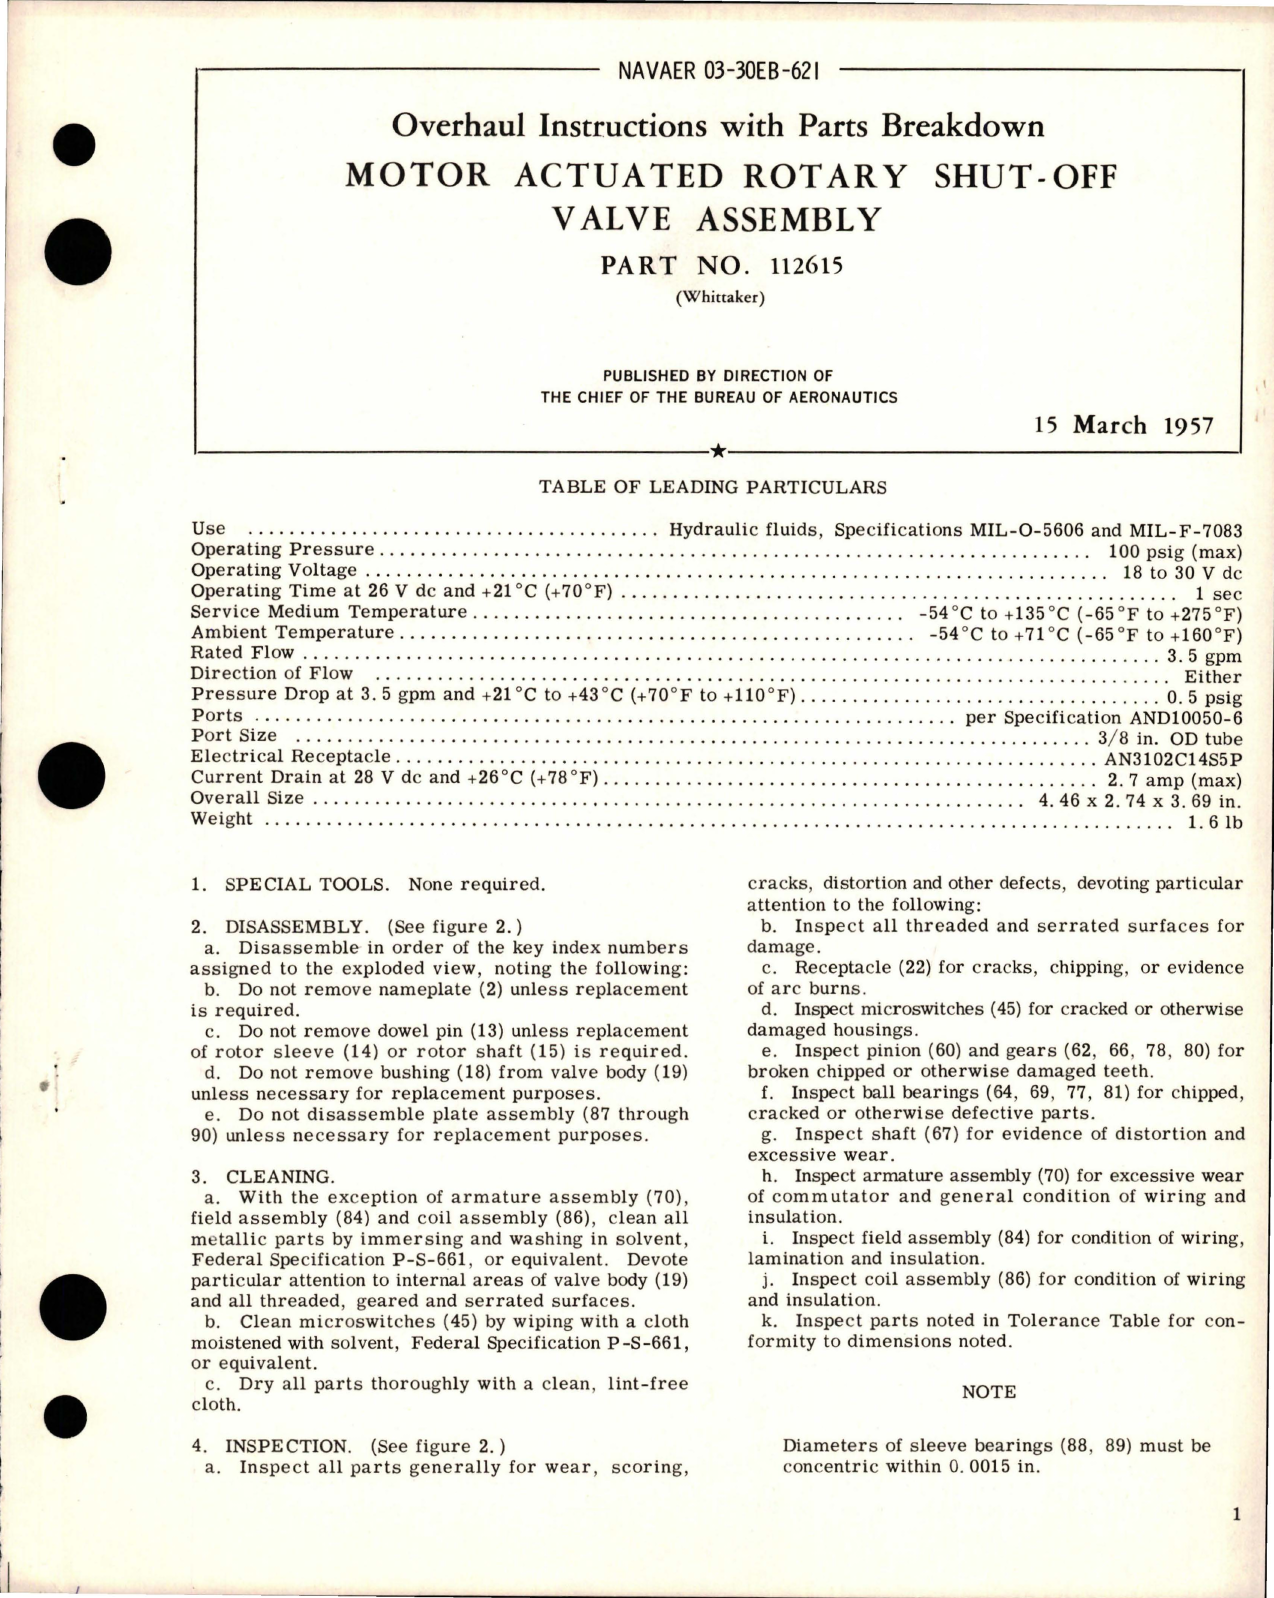 NAVAER 03-30EB-621
Overhaul Instructions with Parts Breakdown
MOTOR ACTUATED ROTARY SHUT-OFF
VALVE ASSEMBLY
PART NO. 112615
(Whittaker)
PUBLISHED BY DIRECTION OF
THE CHIEF OF THE BUREAU OF AERONAUTICS
15 March 1957
TABLE OF LEADING PARTICULARS
Use ........ Hydraulic fluids, Specifications MIL-O-5606 and MIL-F-7083
Operating Pressure ........ 100 psig (max)
Operating Voltage ........ 18 to 30 V dc
Operating Time at 26 V dc and +21°C (+70°F) ........ 1 sec
Service Medium Temperature ........ -54°C to +135°C (-65°F to +275°F)
Ambient Temperature ........ -54°C to +71°C (-65°F to +160°F)
Rated Flow ........ 3.5 gpm
Direction of Flow ........ Either
Pressure Drop at 3.5 gpm and +21°C to +43°C (+70°F to +110°F) ........ 0.5 psig
Ports ........ per Specification AND10050-6
Port Size ........ 3/8 in. OD tube
Electrical Receptacle ........ AN3102C14S5P
Current Drain at 28 V dc and +26°C (+78°F) ........ 2.7 amp (max)
Overall Size ........ 4.46 x 2.74 x 3.69 in.
Weight ........ 1.6 lb
1. SPECIAL TOOLS. None required.
2. DISASSEMBLY. (See figure 2.)
a. Disassemble in order of the key index numbers
assigned to the exploded view, noting the following:
b. Do not remove nameplate (2) unless replacement
is required.
c. Do not remove dowel pin (13) unless replacement
of rotor sleeve (14) or rotor shaft (15) is required.
d. Do not remove bushing (18) from valve body (19)
unless necessary for replacement purposes.
e. Do not disassemble plate assembly (87 through
90) unless necessary for replacement purposes.
3. CLEANING.
a. With the exception of armature assembly (70),
field assembly (84) and coil assembly (86), clean all
metallic parts by immersing and washing in solvent,
Federal Specification P-S-661, or equivalent. Devote
particular attention to internal areas of valve body (19)
and all threaded, geared and serrated surfaces.
b. Clean microswitches (45) by wiping with a cloth
moistened with solvent, Federal Specification P-S-661,
or equivalent.
c. Dry all parts thoroughly with a clean, lint-free
cloth.
4. INSPECTION. (See figure 2.)
a. Inspect all parts generally for wear, scoring,
cracks, distortion and other defects, devoting particular
attention to the following:
b. Inspect all threaded and serrated surfaces for
damage.
c. Receptacle (22) for cracks, chipping, or evidence
of arc burns.
d. Inspect microswitches (45) for cracked or otherwise
damaged housings.
e. Inspect pinion (60) and gears (62, 66, 78, 80) for
broken chipped or otherwise damaged teeth.
f. Inspect ball bearings (64, 69, 77, 81) for chipped,
cracked or otherwise defective parts.
g. Inspect shaft (67) for evidence of distortion and
excessive wear.
h. Inspect armature assembly (70) for excessive wear
of commutator and general condition of wiring and
insulation.
i. Inspect field assembly (84) for condition of wiring,
lamination and insulation.
j. Inspect coil assembly (86) for condition of wiring
and insulation.
k. Inspect parts noted in Tolerance Table for con-
formity to dimensions noted.
NOTE
Diameters of sleeve bearings (88, 89) must be
concentric within 0.0015 in.
1